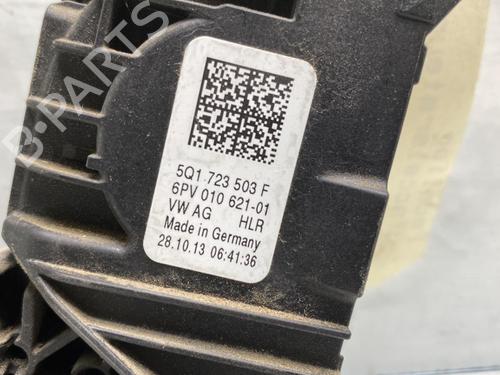 B-PARTS
5Q1 723 503 F
6PV 010 621-01
VW AG HLR
Made in Germany
28.10.13 06:41:36